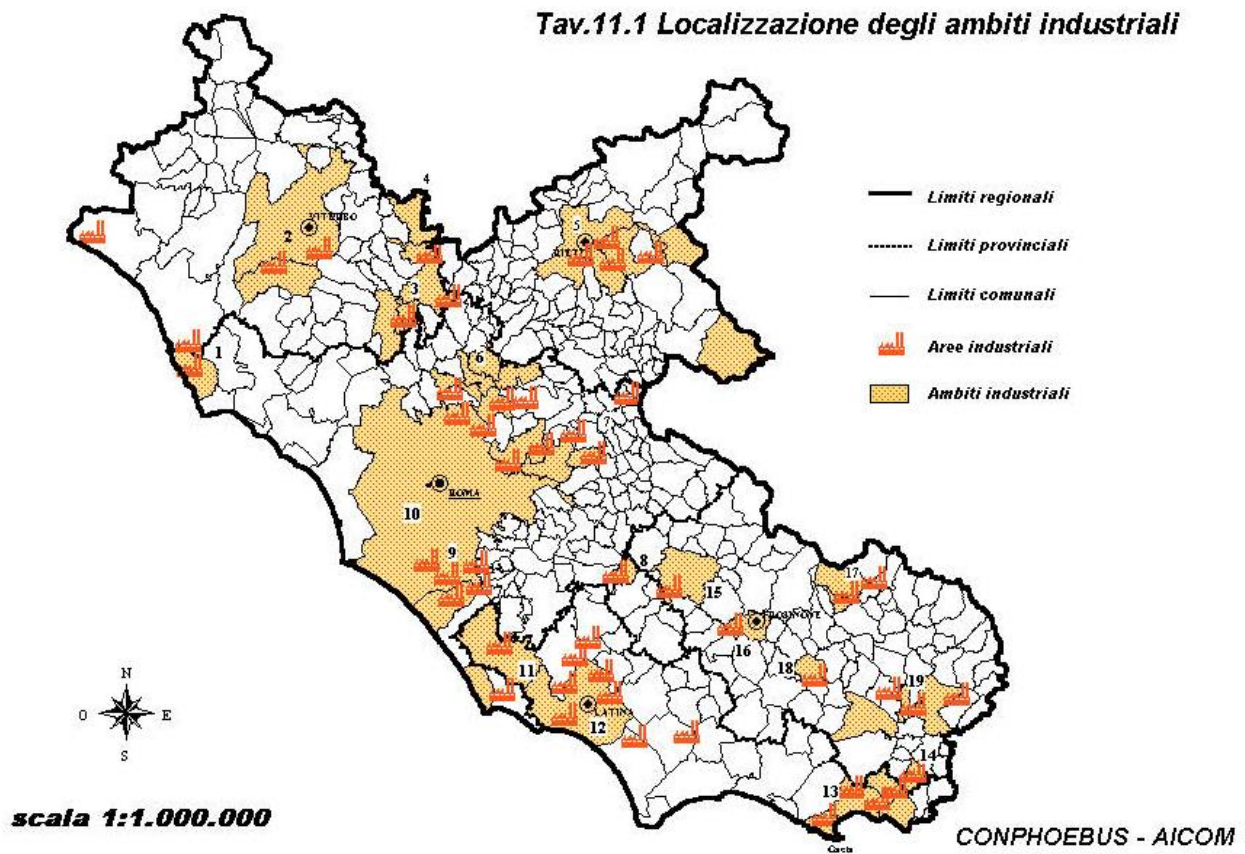 Tav.11.1 Localizzazione degli ambiti industriali
4
VITERBO
2
5
RIETI
3
1
6
ROMA
10
9
8
15
17
FROSINONE
16
18
11
19
LATINA
12
14
13
Gaeta
Limiti regionali
Limiti provinciali
Limiti comunali
Aree industriali
Ambiti industriali
N
O E
S
scala 1:1.000.000
CONPHOEBUS - AICOM